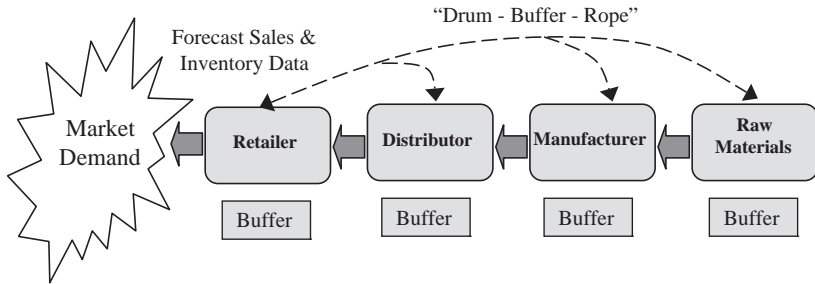 “Drum - Buffer - Rope”
Forecast Sales &
Inventory Data
Market
Demand
Retailer
Distributor
Manufacturer
Raw
Materials
Buffer
Buffer
Buffer
Buffer